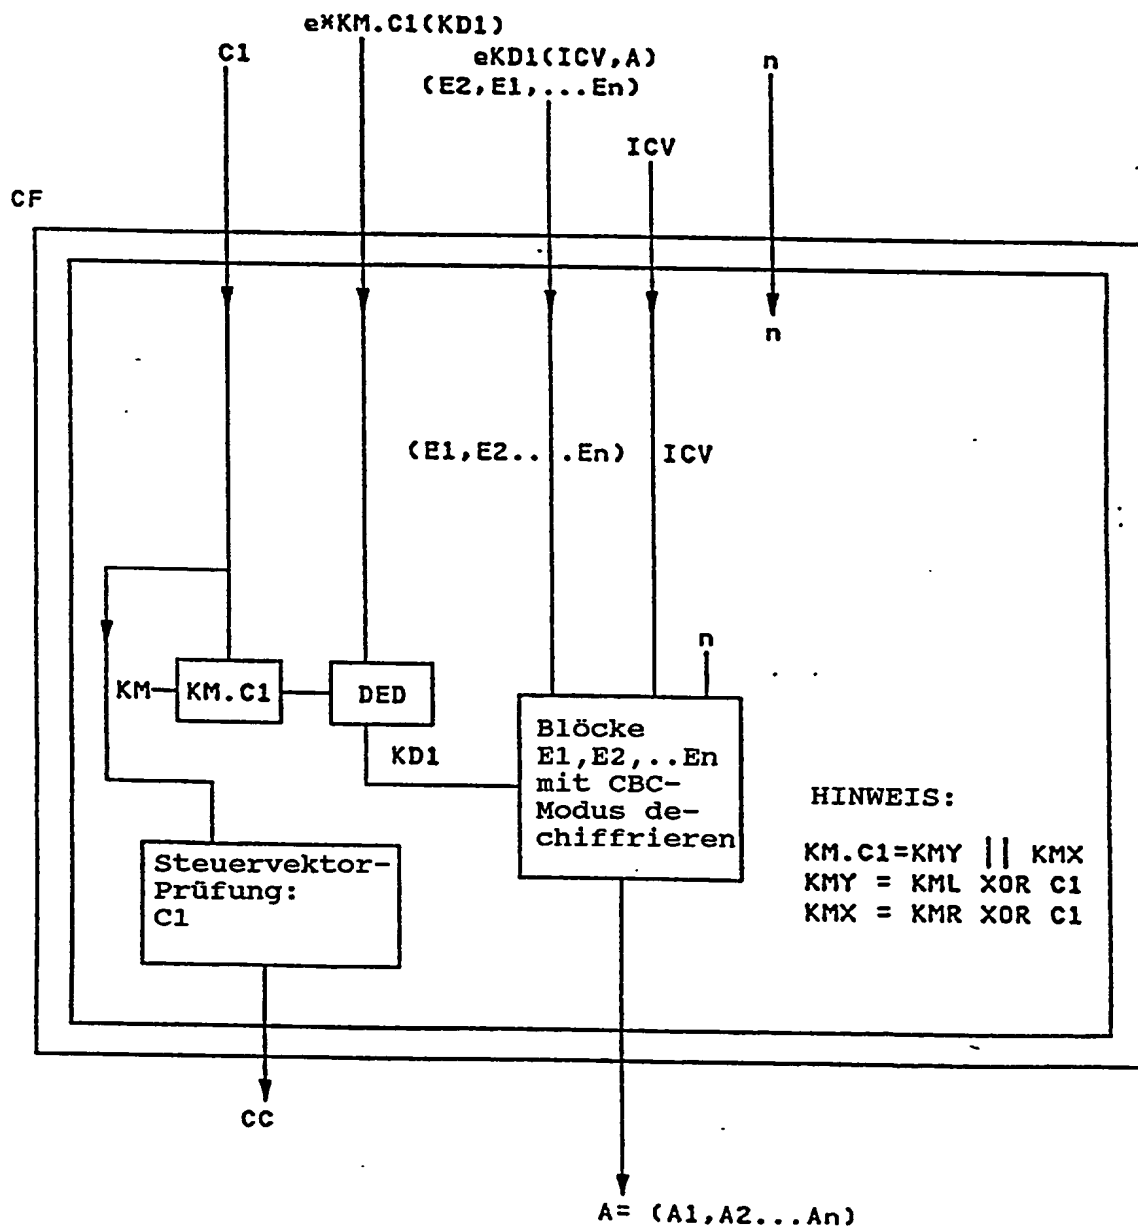 e*KM.C1(KD1)
C1
eKD1(ICV,A)
(E2,E1,...En)
n
ICV
CF
n
(E1,E2....En)
ICV
n
KM
KM.C1
DED
KD1
Blöcke
E1,E2,..En
mit CBC-
Modus de-
chiffrieren
HINWEIS:
KM.C1=KMY || KMX
KMY = KML XOR C1
KMX = KMR XOR C1
Steuervektor-
Prüfung:
C1
CC
A= (A1,A2...An)